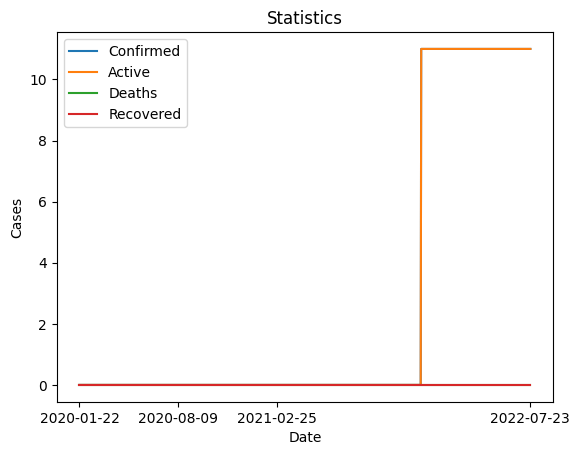 Statistics
Confirmed
Active
Deaths
Recovered
10
8
6
4
2
0
Cases
2020-01-22 2020-08-09 2021-02-25 2022-07-23
Date